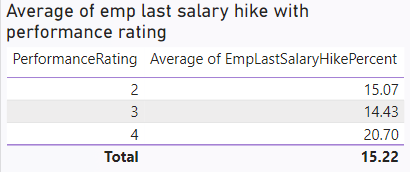 Average of emp last salary hike with
performance rating
PerformanceRating Average of EmpLastSalaryHikePercent
2 15.07
3 14.43
4 20.70
Total 15.22